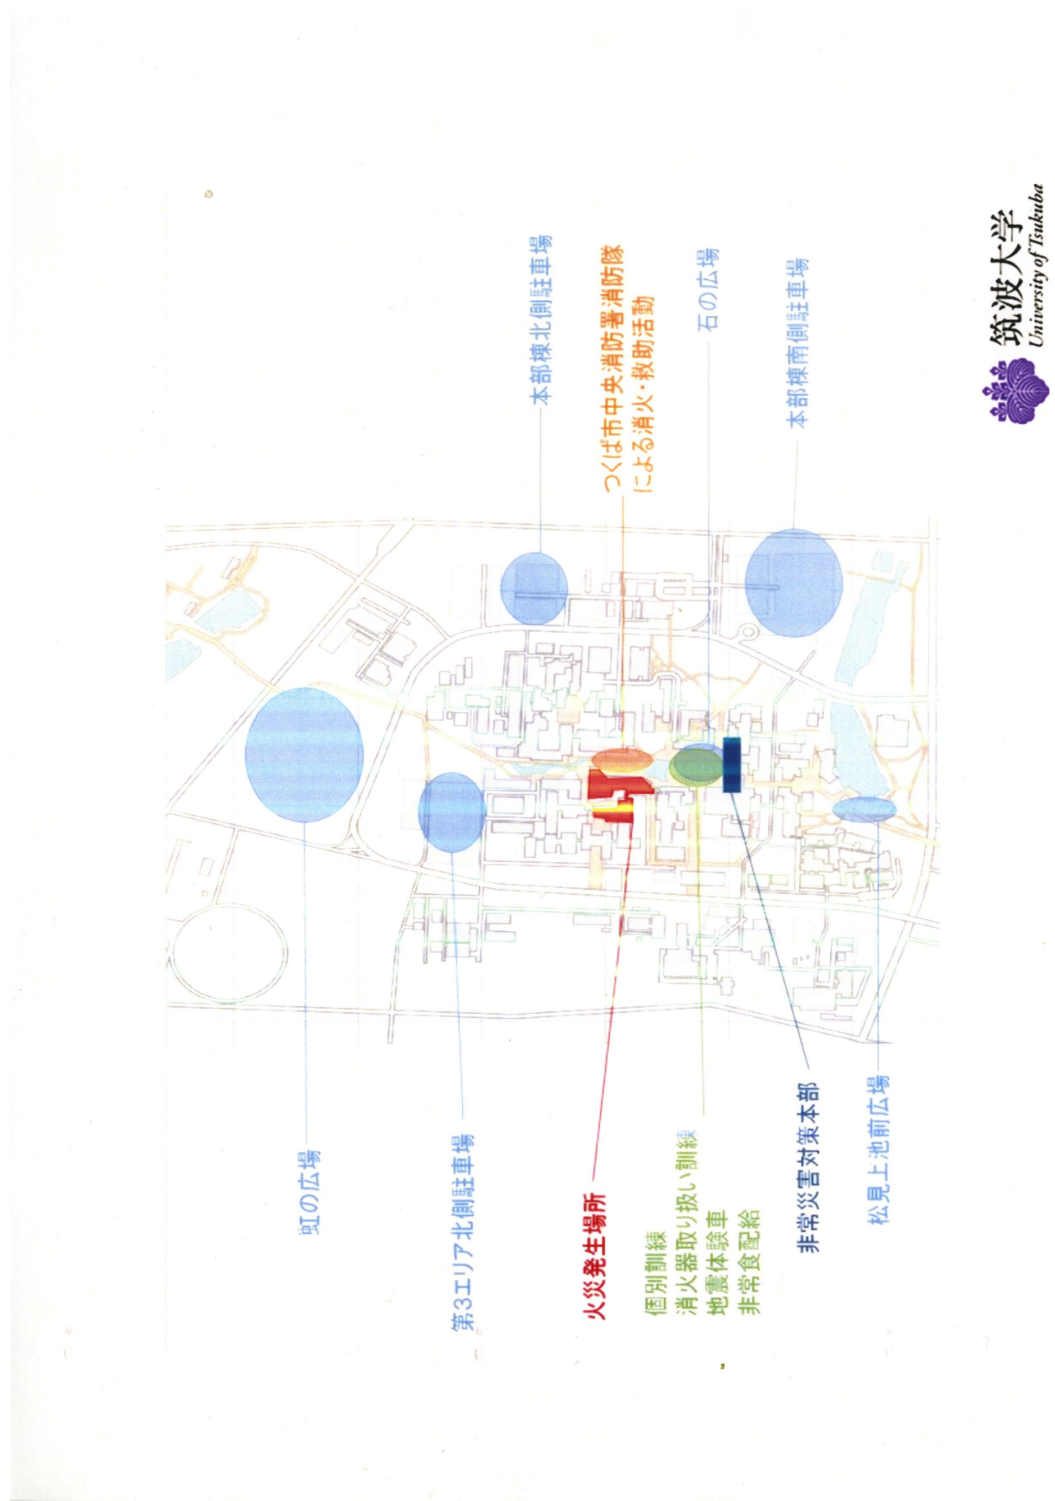 虹の広場
第3エリア北側駐車場
火災発生場所
個別訓練
消火器取り扱い訓練
地震体験車
非常食配給
非常災害対策本部
松見上池前広場
本部棟北側駐車場
つくば市中央消防署消防隊
による消火・救助活動
石の広場
本部棟南側駐車場
筑波大学
University of Tsukuba